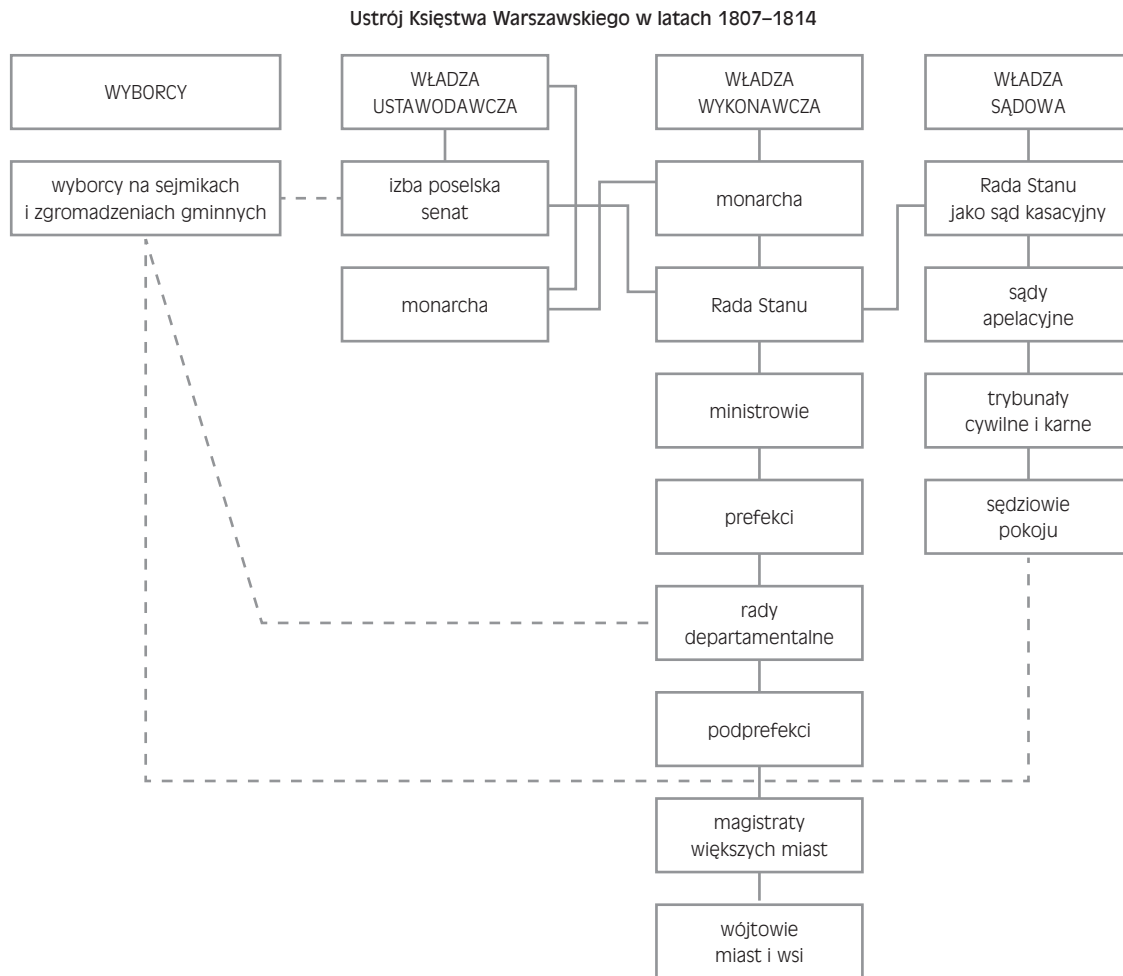 Ustrój Księstwa Warszawskiego w latach 1807–1814
WYBORCY
wyborcy na sejmikach
i zgromadzeniach gminnych
WŁADZA
USTAWODAWCZA
izba poselska
senat
monarcha
WŁADZA
WYKONAWCZA
monarcha
Rada Stanu
ministrowie
prefekci
rady
departamentalne
podprefekci
magistraty
większych miast
wójtowie
miast i wsi
WŁADZA
SĄDOWA
Rada Stanu
jako sąd kasacyjny
sądy
apelacyjne
trybunały
cywilne i karne
sędziowie
pokoju